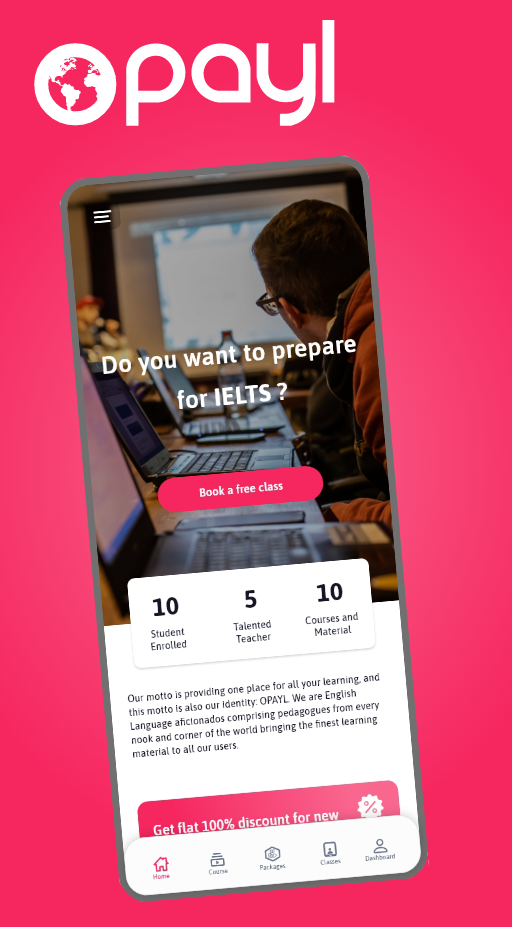 Opayl
Do you want to prepare
for IELTS ?
Book a free class
10
Student
Enrolled
5
Talented
Teacher
10
Courses and
Material
Our motto is providing one place for all your learning, and
this motto is also our identity: OPAYL. We are English
Language aficionados comprising pedagogues from every
nook and corner of the world bringing the finest learning
material to all our users.
Get flat 100% discount for new
Home
Course
Packages
Classes
Dashboard